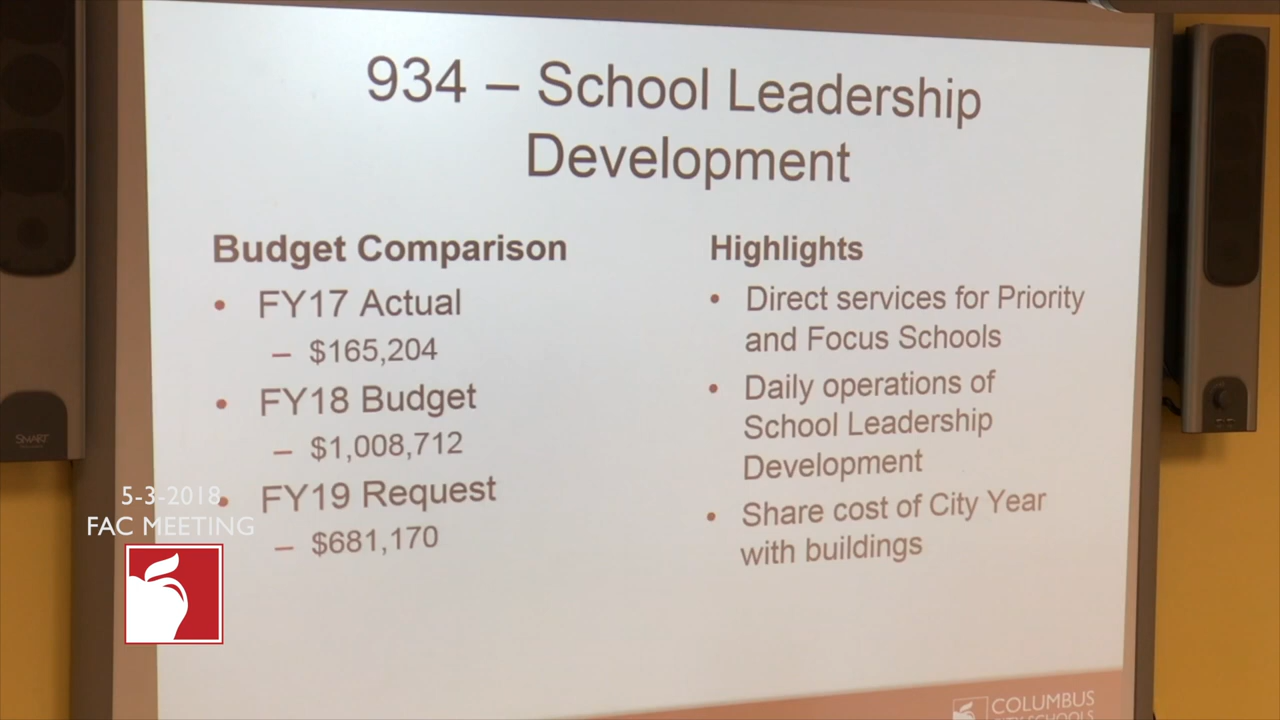 934 – School Leadership
Development
Budget Comparison
• FY17 Actual
– $165,204
• FY18 Budget
– $1,008,712
• FY19 Request
– $681,170
Highlights
• Direct services for Priority
and Focus Schools
• Daily operations of
School Leadership
Development
• Share cost of City Year
with buildings
SMART
5-3-2018
FAC MEETING
COLUMBUS
CITY SCHOOLS